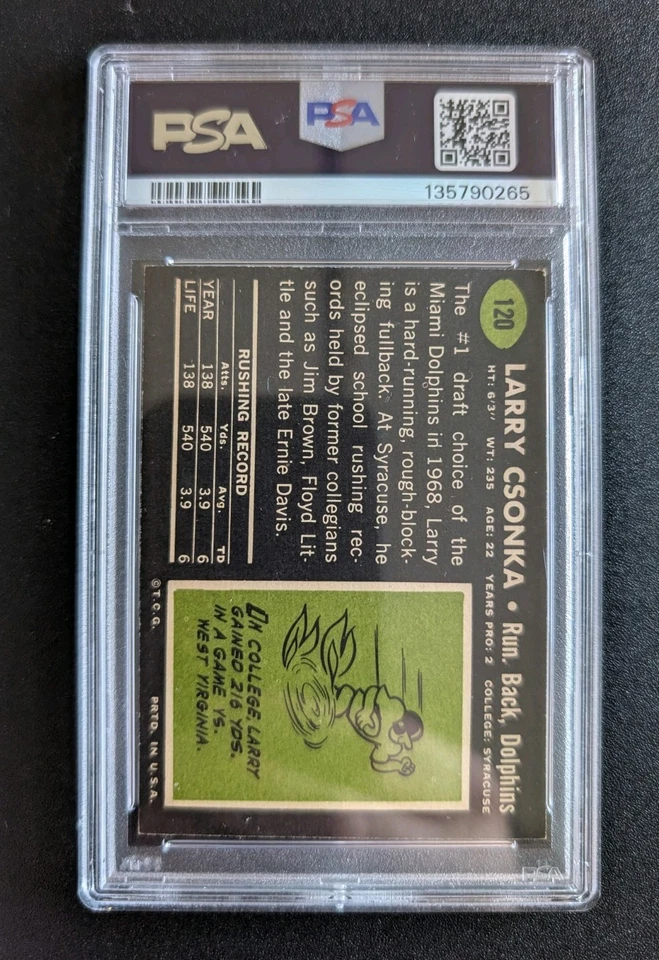 PSA
PSA
135790265
120
LARRY CSONKA • Run. Back, Dolphins
HT: 6'3" WT: 235 AGE: 22 YEARS PRO: 2 COLLEGE: SYRACUSE
The #1 draft choice of the
Miami Dolphins in 1968, Larry
is a hard-running, rough-block-
ing fullback. At Syracuse, he
eclipsed school rushing rec-
ords held by former collegians
such as Jim Brown, Floyd Lit-
tle and the late Ernie Davis.
RUSHING RECORD
Atts. Yds. Avg. TD
YEAR 138 540 3.9 6
LIFE 138 540 3.9 6
IN COLLEGE, LARRY
GAINED 216 YDS.
IN A GAME VS.
WEST VIRGINIA.
©T.C.G. PRTD. IN U.S.A.
PSA